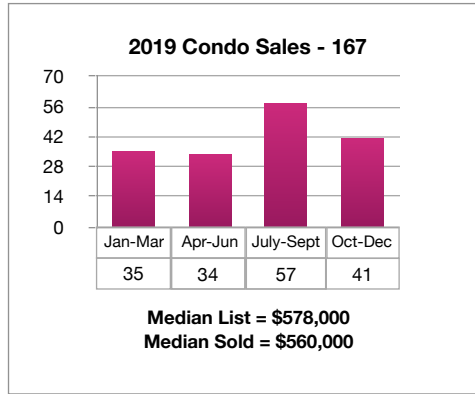 2019 Condo Sales - 167
70
56
42
28
14
0
Jan-Mar Apr-Jun July-Sept Oct-Dec
35 34 57 41
Median List = $578,000
Median Sold = $560,000